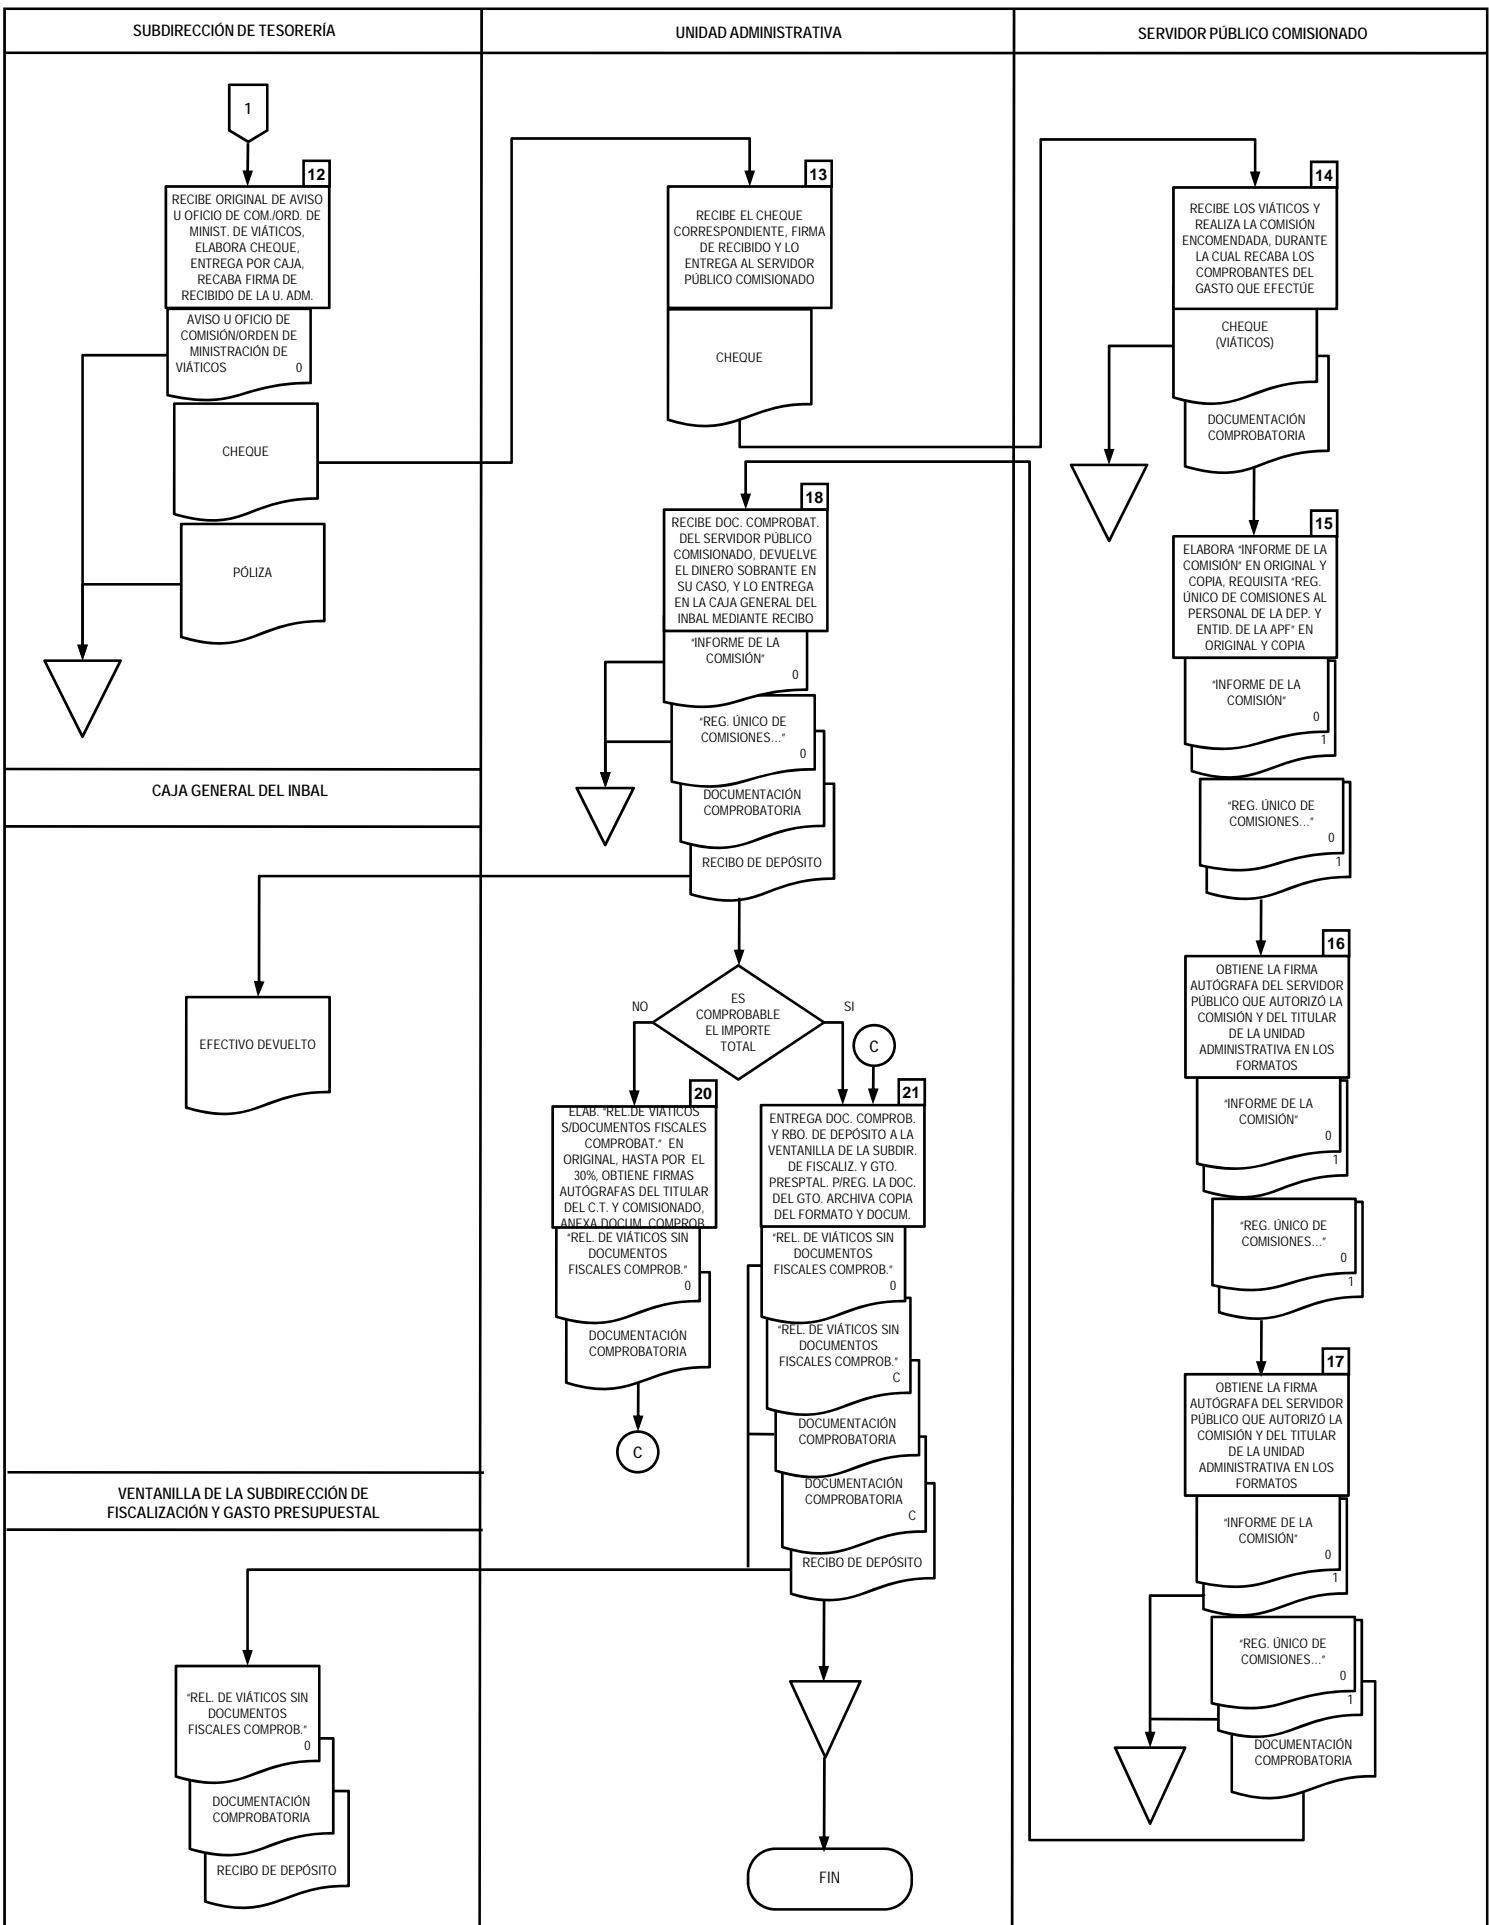 SUBDIRECCIÓN DE TESORERÍA
UNIDAD ADMINISTRATIVA
SERVIDOR PÚBLICO COMISIONADO
1
12
RECIBE ORIGINAL DE AVISO
U OFICIO DE COM./ORD. DE
MINIST. DE VIÁTICOS,
ELABORA CHEQUE,
ENTREGA POR CAJA,
RECABA FIRMA DE
RECIBIDO DE LA U. ADM.
AVISO U OFICIO DE
COMISIÓN/ORDEN DE
MINISTRACIÓN DE
VIÁTICOS 0
CHEQUE
PÓLIZA
CAJA GENERAL DEL INBAL
EFECTIVO DEVUELTO
VENTANILLA DE LA SUBDIRECCIÓN DE
FISCALIZACIÓN Y GASTO PRESUPUESTAL
"REL. DE VIÁTICOS SIN
DOCUMENTOS
FISCALES COMPROB."
0
DOCUMENTACIÓN
COMPROBATORIA
RECIBO DE DEPÓSITO
13
RECIBE EL CHEQUE
CORRESPONDIENTE, FIRMA
DE RECIBIDO Y LO
ENTREGA AL SERVIDOR
PÚBLICO COMISIONADO
CHEQUE
18
RECIBE DOC. COMPROBAT.
DEL SERVIDOR PÚBLICO
COMISIONADO, DEVUELVE
EL DINERO SOBRANTE EN
SU CASO, Y LO ENTREGA
EN LA CAJA GENERAL DEL
INBAL MEDIANTE RECIBO
"INFORME DE LA
COMISIÓN"
0
"REG. ÚNICO DE
COMISIONES..."
0
DOCUMENTACIÓN
COMPROBATORIA
RECIBO DE DEPÓSITO
ES
COMPROBABLE
EL IMPORTE
TOTAL
NO
SI
C
20
ELAB. "REL.DE VIÁTICOS
S/DOCUMENTOS FISCALES
COMPROBAT." EN
ORIGINAL, HASTA POR EL
30%, OBTIENE FIRMAS
AUTÓGRAFAS DEL TITULAR
DEL C.T. Y COMISIONADO,
ANEXA DOCUM. COMPROB.
"REL. DE VIÁTICOS SIN
DOCUMENTOS
FISCALES COMPROB."
0
DOCUMENTACIÓN
COMPROBATORIA
C
21
ENTREGA DOC. COMPROB.
Y RBO. DE DEPÓSITO A LA
VENTANILLA DE LA SUBDIR.
DE FISCALIZ. Y GTO.
PRESPTAL. P/REG. LA DOC.
DEL GTO. ARCHIVA COPIA
DEL FORMATO Y DOCUM.
"REL. DE VIÁTICOS SIN
DOCUMENTOS
FISCALES COMPROB."
0
"REL. DE VIÁTICOS SIN
DOCUMENTOS
FISCALES COMPROB."
C
DOCUMENTACIÓN
COMPROBATORIA
DOCUMENTACIÓN
COMPROBATORIA
C
RECIBO DE DEPÓSITO
FIN
14
RECIBE LOS VIÁTICOS Y
REALIZA LA COMISIÓN
ENCOMENDADA, DURANTE
LA CUAL RECABA LOS
COMPROBANTES DEL
GASTO QUE EFECTÚE
CHEQUE
(VIÁTICOS)
DOCUMENTACIÓN
COMPROBATORIA
15
ELABORA "INFORME DE LA
COMISIÓN" EN ORIGINAL Y
COPIA, REQUISITA "REG.
ÚNICO DE COMISIONES AL
PERSONAL DE LA DEP. Y
ENTID. DE LA APF" EN
ORIGINAL Y COPIA
"INFORME DE LA
COMISIÓN"
0
1
"REG. ÚNICO DE
COMISIONES..."
0
1
16
OBTIENE LA FIRMA
AUTÓGRAFA DEL SERVIDOR
PÚBLICO QUE AUTORIZÓ LA
COMISIÓN Y DEL TITULAR
DE LA UNIDAD
ADMINISTRATIVA EN LOS
FORMATOS
"INFORME DE LA
COMISIÓN"
0
1
"REG. ÚNICO DE
COMISIONES..."
0
1
17
OBTIENE LA FIRMA
AUTÓGRAFA DEL SERVIDOR
PÚBLICO QUE AUTORIZÓ LA
COMISIÓN Y DEL TITULAR
DE LA UNIDAD
ADMINISTRATIVA EN LOS
FORMATOS
"INFORME DE LA
COMISIÓN"
0
1
"REG. ÚNICO DE
COMISIONES..."
0
1
DOCUMENTACIÓN
COMPROBATORIA